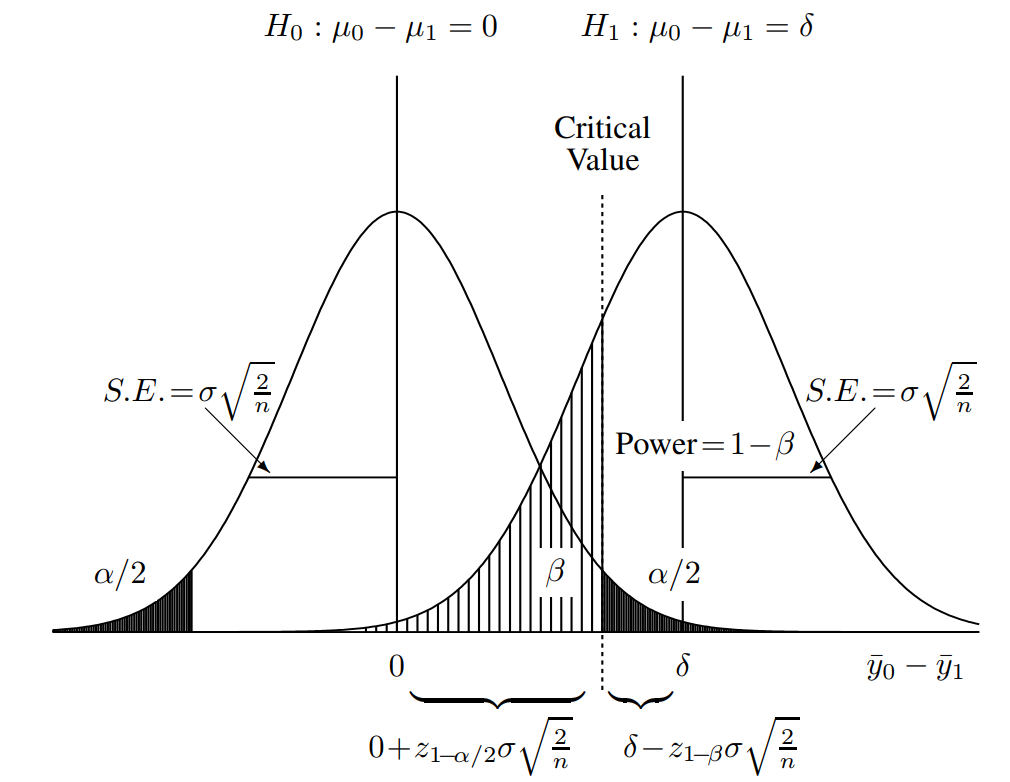 H₀ : μ₀ − μ₁ = 0
H₁ : μ₀ − μ₁ = δ
Critical
Value
S.E.=σ√(2/n)
S.E.=σ√(2/n)
Power=1−β
α/2
β
α/2
0
δ
ȳ₀ − ȳ₁
0+z₁₋α/₂σ√(2/n)
δ−z₁₋βσ√(2/n)